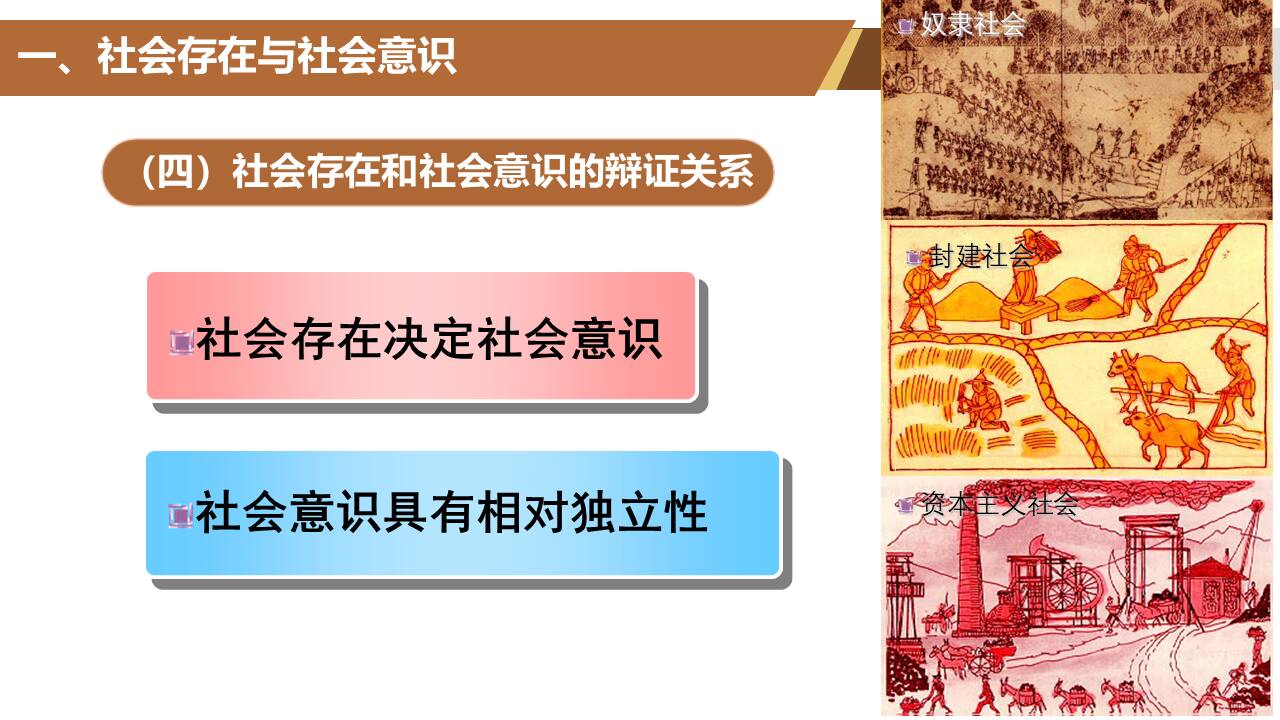 一、社会存在与社会意识
（四）社会存在和社会意识的辩证关系
社会存在决定社会意识
社会意识具有相对独立性
奴隶社会
封建社会
资本主义社会